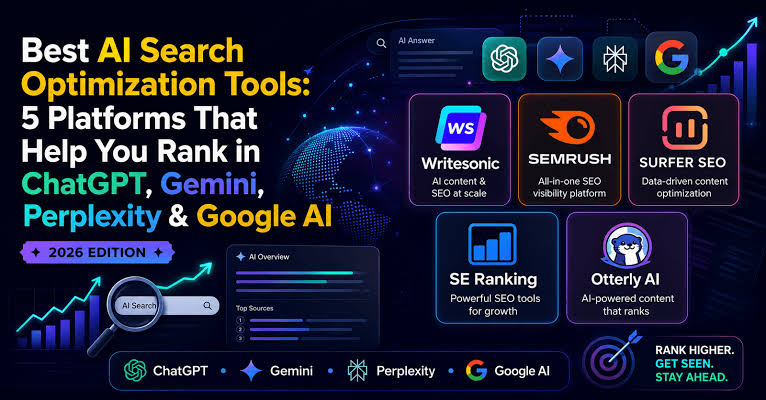 Best AI Search
Optimization Tools:
5 Platforms That
Help You Rank in
ChatGPT, Gemini,
Perplexity & Google AI
2026 EDITION
AI Search
AI Answer
WS
Writesonic
AI content &
SEO at scale
SEMRUSH
All-in-one SEO
visibility platform
SURFER SEO
Data-driven content
optimization
SE Ranking
Powerful SEO tools
for growth
Otterly AI
AI-powered content
that ranks
AI Overview
Top Sources
1
2
3
ChatGPT
Gemini
Perplexity
Google AI
RANK HIGHER.
GET SEEN.
STAY AHEAD.